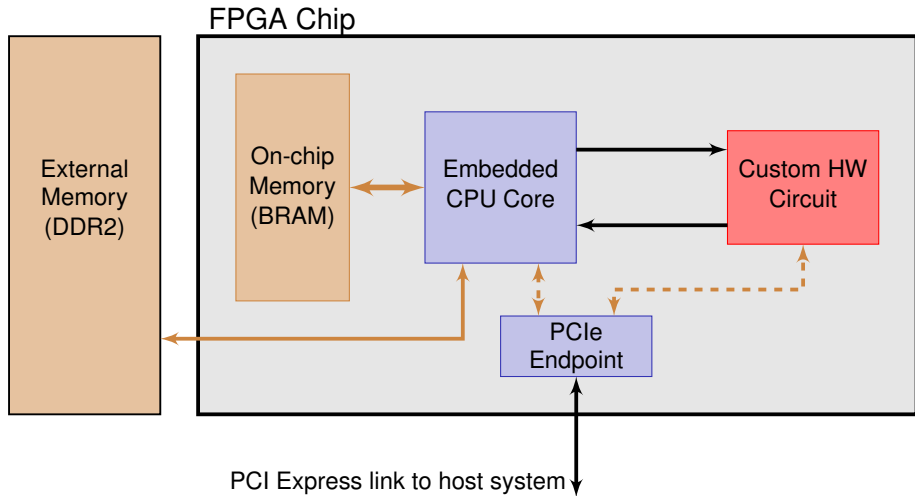 FPGA Chip
External
Memory
(DDR2)
On-chip
Memory
(BRAM)
Embedded
CPU Core
Custom HW
Circuit
PCIe
Endpoint
PCI Express link to host system